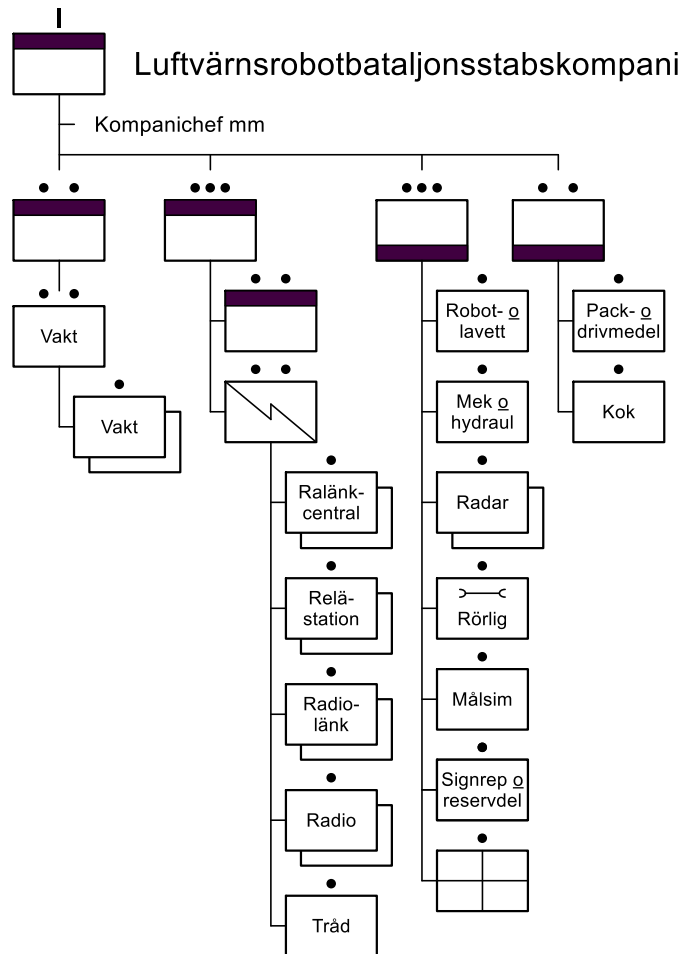 Luftvärnsrobotbataljonsstabskompani
Kompanichef mm
Vakt
Vakt
Ralänk-
central
Relä-
station
Radio-
länk
Radio
Tråd
Robot- o
lavett
Mek o
hydraul
Radar
Rörlig
Målsim
Signrep o
reservdel
Pack- o
drivmedel
Kok